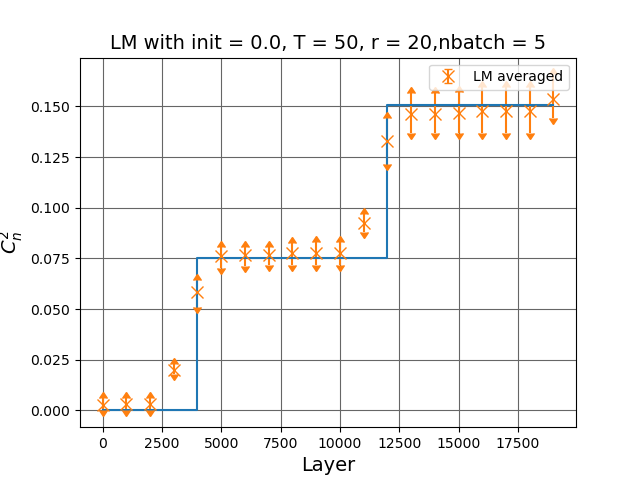 LM with init = 0.0, T = 50, r = 20,nbatch = 5
LM averaged
0.150
0.125
0.100
0.075
0.050
0.025
0.000
C_n^2
0 2500 5000 7500 10000 12500 15000 17500
Layer